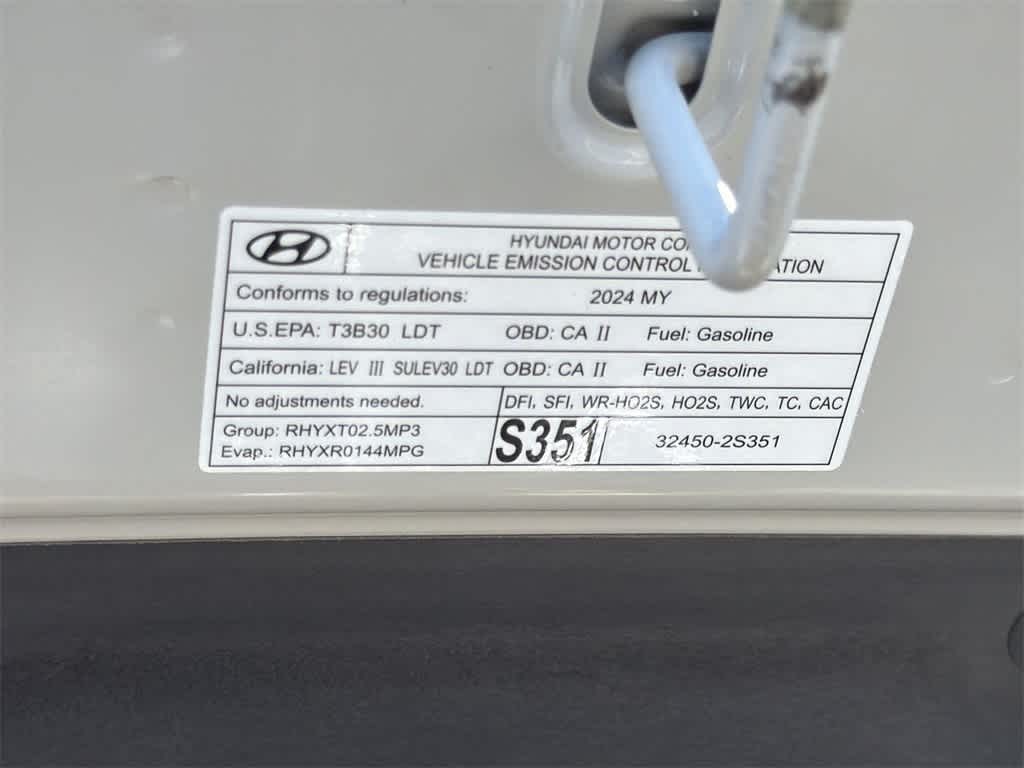 HYUNDAI MOTOR
VEHICLE EMISSION CONTROL
Conforms to regulations: 2024 MY
U.S.EPA: T3B30 LDT OBD: CA II Fuel: Gasoline
California: LEV III SULEV30 LDT OBD: CA II Fuel: Gasoline
No adjustments needed. DFI, SFI, WR-HO2S, HO2S, TWC, TC, CAC
Group: RHYXT02.5MP3
Evap.: RHYXR0144MPG
S351 32450-2S351